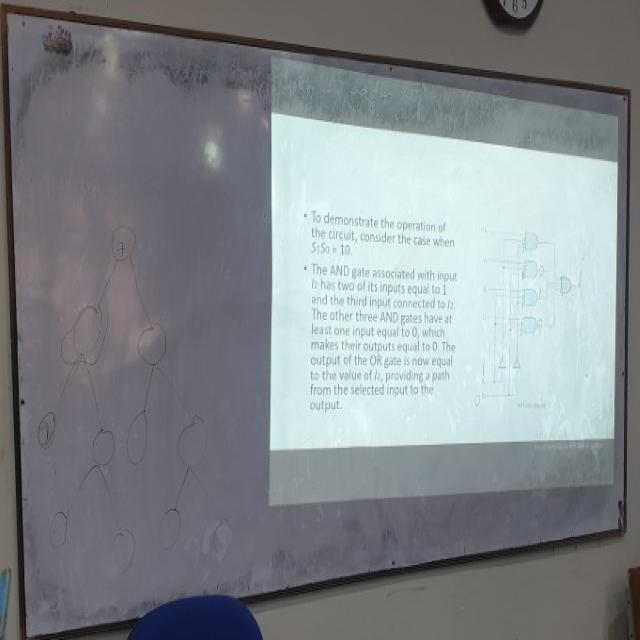 • To demonstrate the operation of
the circuit, consider the case when
S₁S₀ = 10.
• The AND gate associated with input
I₂ has two of its inputs equal to 1
and the third input connected to I₂.
The other three AND gates have at
least one input equal to 0, which
makes their outputs equal to 0. The
output of the OR gate is now equal
to the value of I₂, providing a path
from the selected input to the
output.